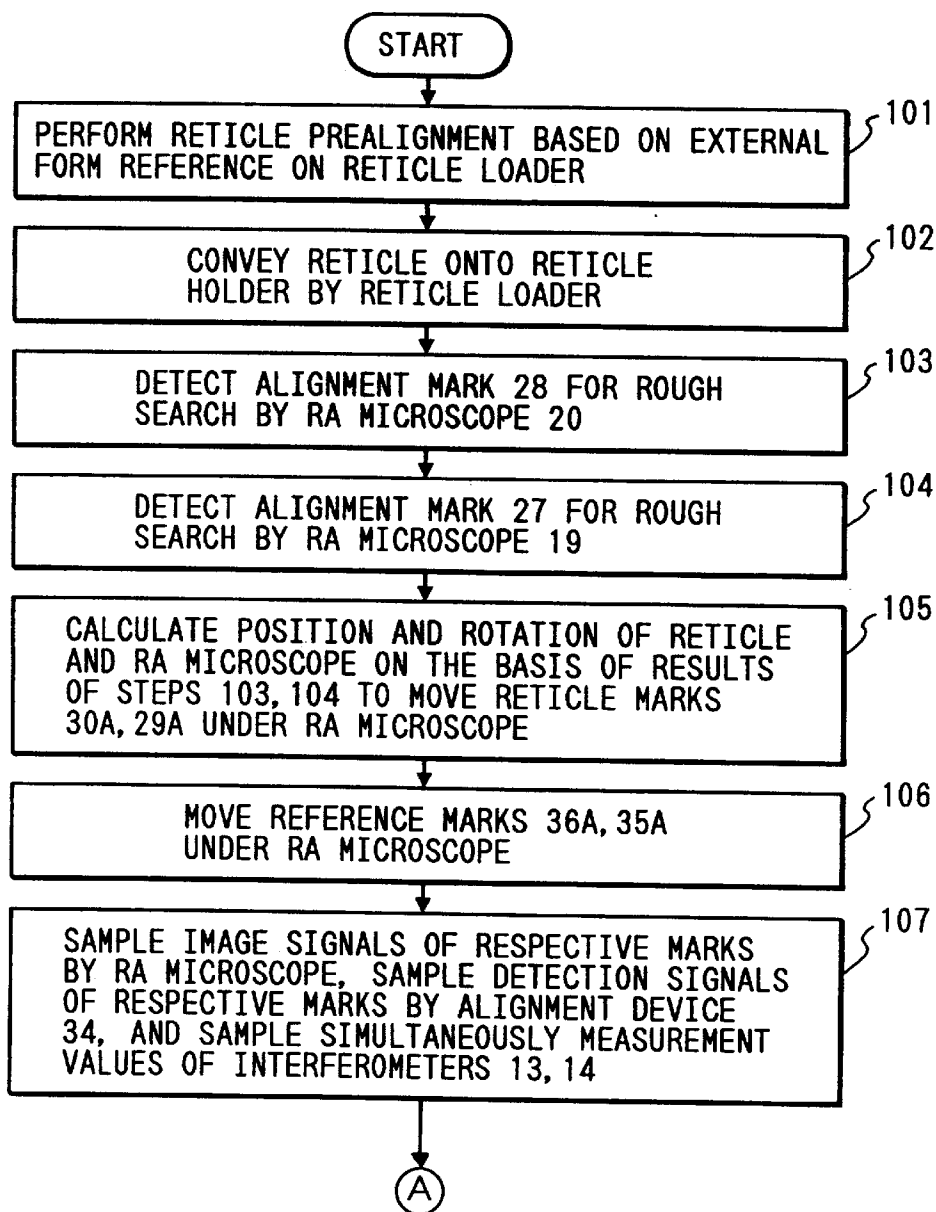 START
101
PERFORM RETICLE PREALIGNMENT BASED ON EXTERNAL
FORM REFERENCE ON RETICLE LOADER
102
CONVEY RETICLE ONTO RETICLE
HOLDER BY RETICLE LOADER
103
DETECT ALIGNMENT MARK 28 FOR ROUGH
SEARCH BY RA MICROSCOPE 20
104
DETECT ALIGNMENT MARK 27 FOR ROUGH
SEARCH BY RA MICROSCOPE 19
105
CALCULATE POSITION AND ROTATION OF RETICLE
AND RA MICROSCOPE ON THE BASIS OF RESULTS
OF STEPS 103, 104 TO MOVE RETICLE MARKS
30A, 29A UNDER RA MICROSCOPE
106
MOVE REFERENCE MARKS 36A, 35A
UNDER RA MICROSCOPE
107
SAMPLE IMAGE SIGNALS OF RESPECTIVE MARKS
BY RA MICROSCOPE, SAMPLE DETECTION SIGNALS
OF RESPECTIVE MARKS BY ALIGNMENT DEVICE
34, AND SAMPLE SIMULTANEOUSLY MEASUREMENT
VALUES OF INTERFEROMETERS 13, 14
A